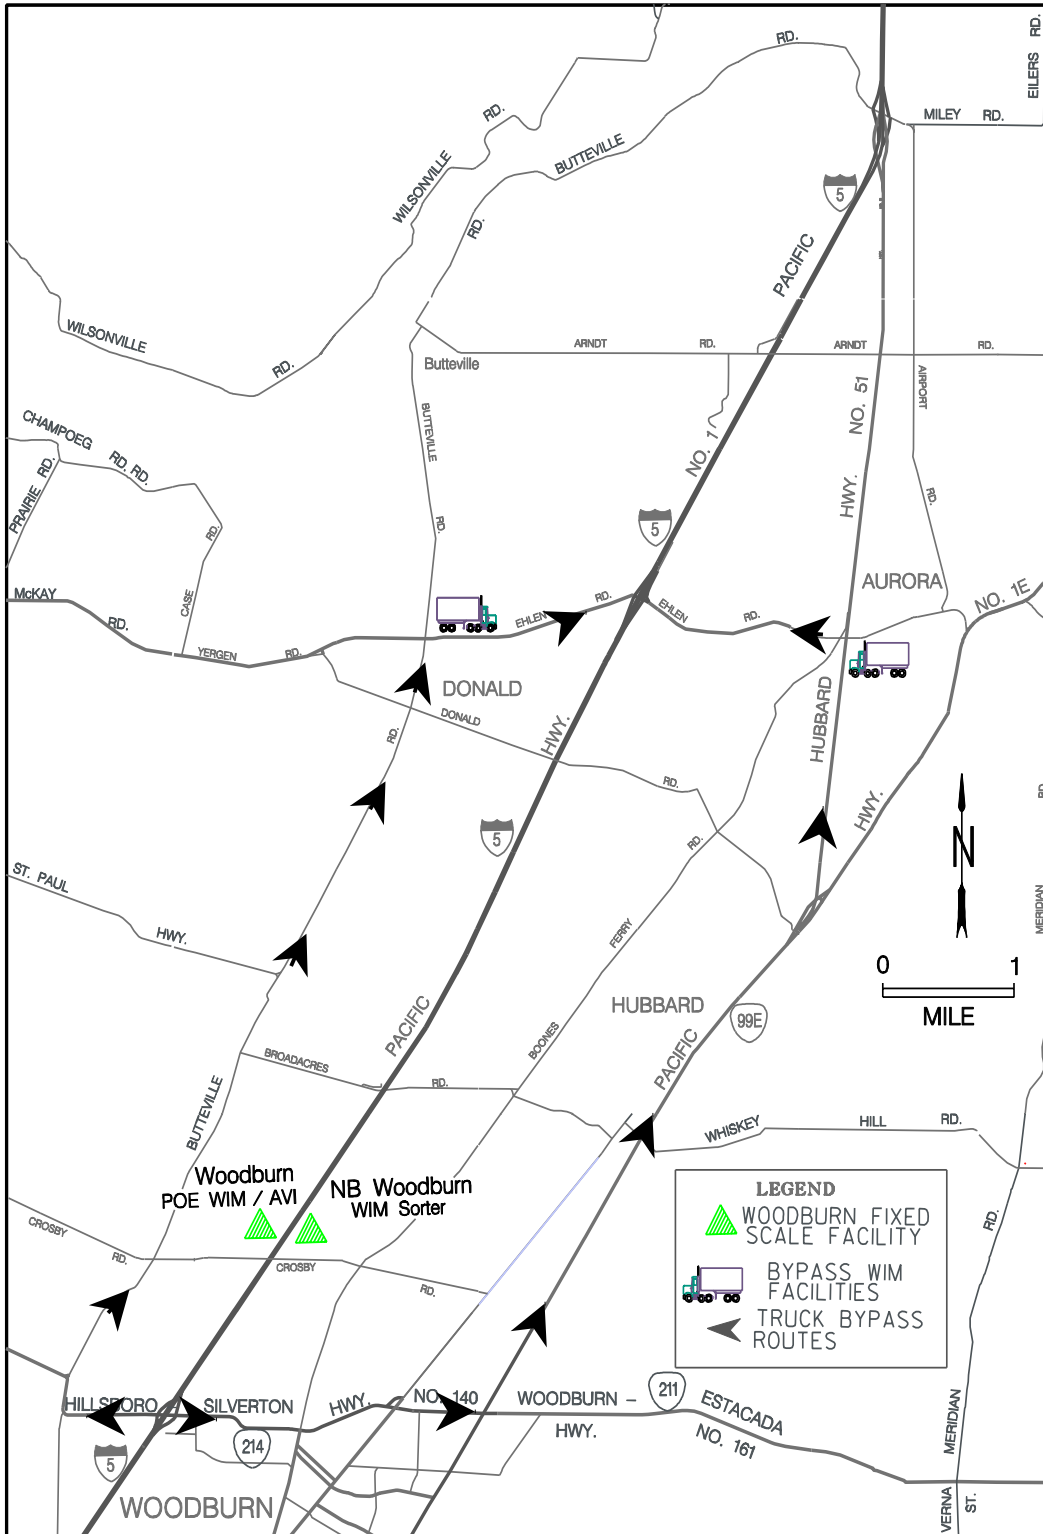 RD.
EILERS RD.
MILEY RD.
RD.
BUTTEVILLE
WILSONVILLE
RD.
5
PACIFIC
WILSONVILLE
RD.
ARNDT RD. ARNDT RD.
Butteville
AIRPORT
RD.
NO. 51
HWY.
NO. 1
CHAMPOEG
RD. RD.
PRAIRIE RD.
BUTTEVILLE
RD.
CASE
RD.
5
AURORA
NO. 1E
McKAY
RD.
YERGEN RD.
EHLEN RD.
EHLEN
RD.
DONALD
DONALD
RD.
RD.
HWY.
HUBBARD
HWY.
5
RD.
N
RD.
MERIDIAN
ST. PAUL
HWY.
FERRY
0 1
MILE
HUBBARD
99E
PACIFIC
BOONES
PACIFIC
BROADACRES
RD.
BUTTEVILLE
WHISKEY
HILL RD.
Woodburn
POE WIM / AVI
NB Woodburn
WIM Sorter
CROSBY
RD.
CROSBY
RD.
LEGEND
WOODBURN FIXED
SCALE FACILITY
BYPASS WIM
FACILITIES
TRUCK BYPASS
ROUTES
RD.
MERIDIAN
HILLSBORO SILVERTON HWY. NO. 140 WOODBURN –
211
ESTACADA
HWY.
NO. 161
214
5
WOODBURN
VERNA
ST.